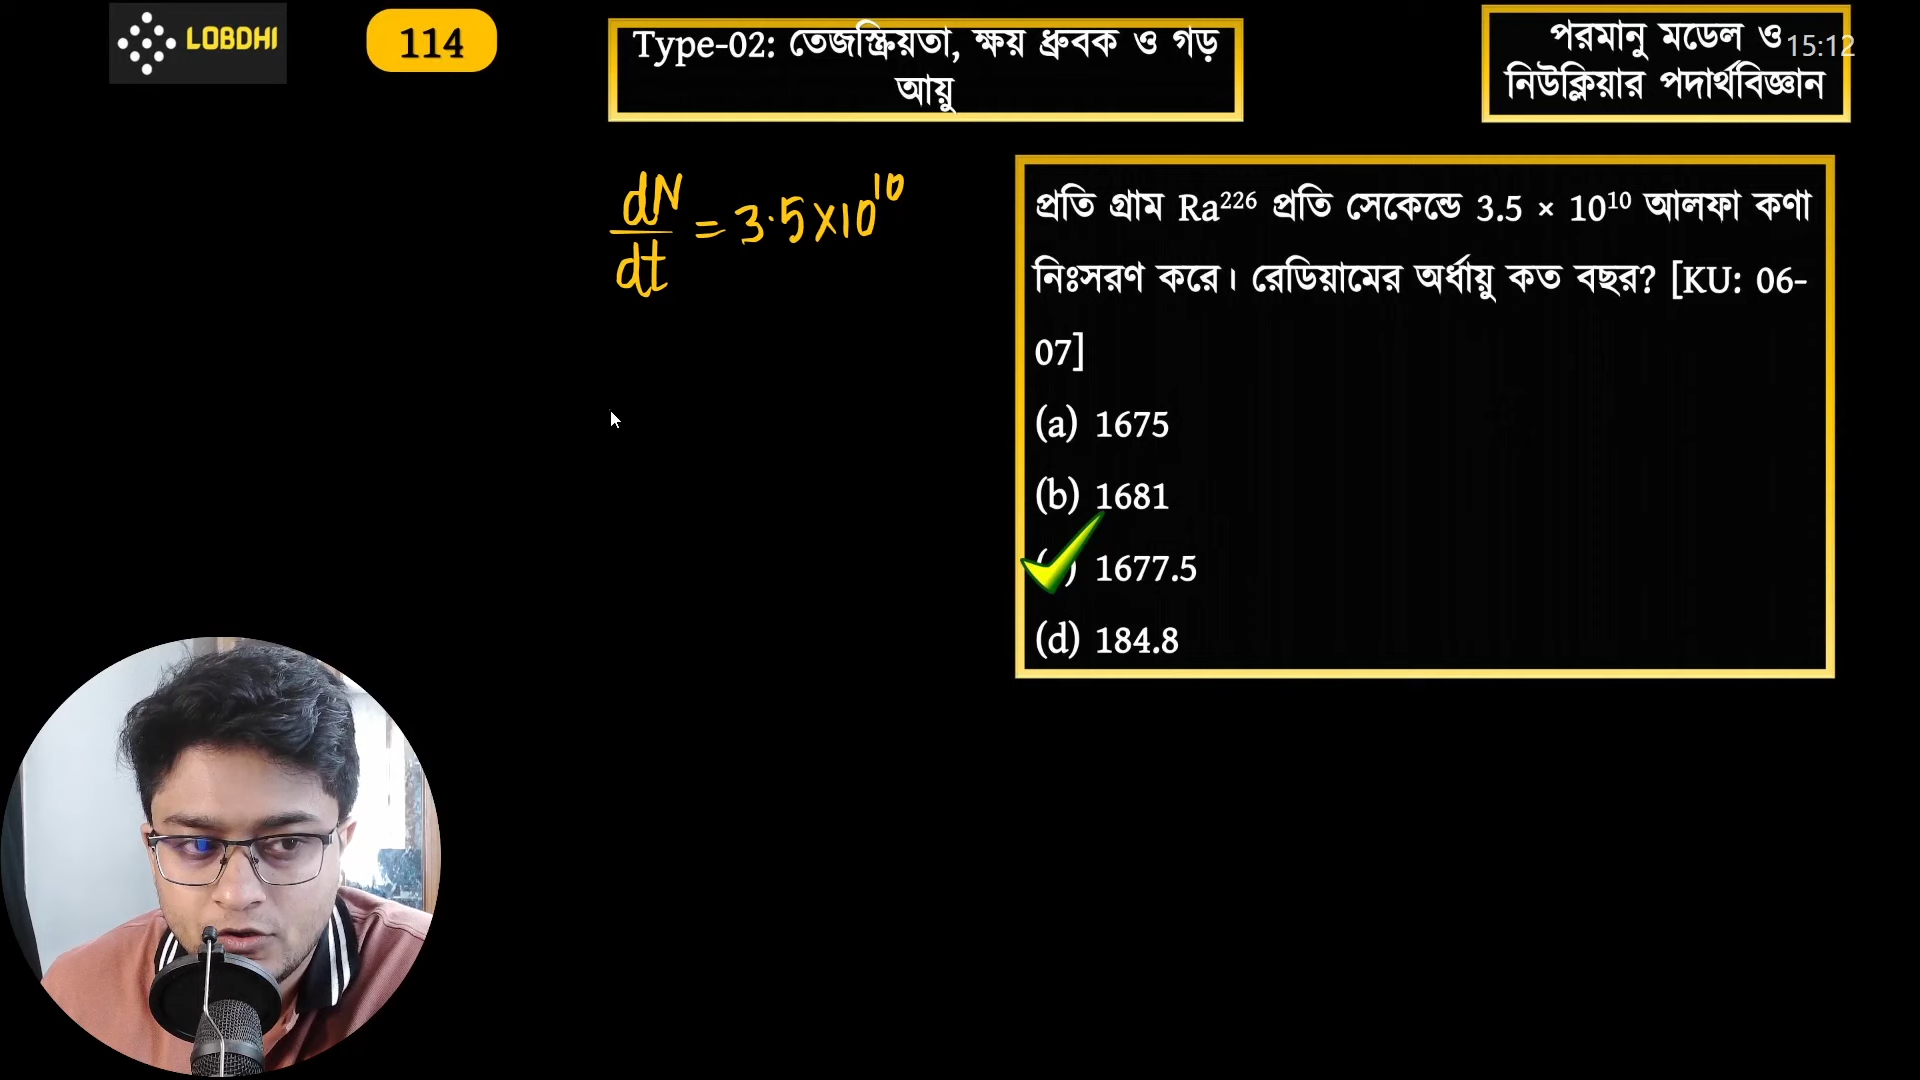 LOBDHI
114
Type-02: তেজস্ক্রিয়তা, ক্ষয় ধ্রুবক ও গড়
আয়ু
পরমানু মডেল ও
নিউক্লিয়ার পদার্থবিজ্ঞান
15:12
dN/dt = 3.5×10¹⁰
প্রতি গ্রাম Ra²²⁶ প্রতি সেকেন্ডে 3.5 × 10¹⁰ আলফা কণা
নিঃসরণ করে। রেডিয়ামের অর্ধায়ু কত বছর? [KU: 06-
07]
(a) 1675
(b) 1681
) 1677.5
(d) 184.8